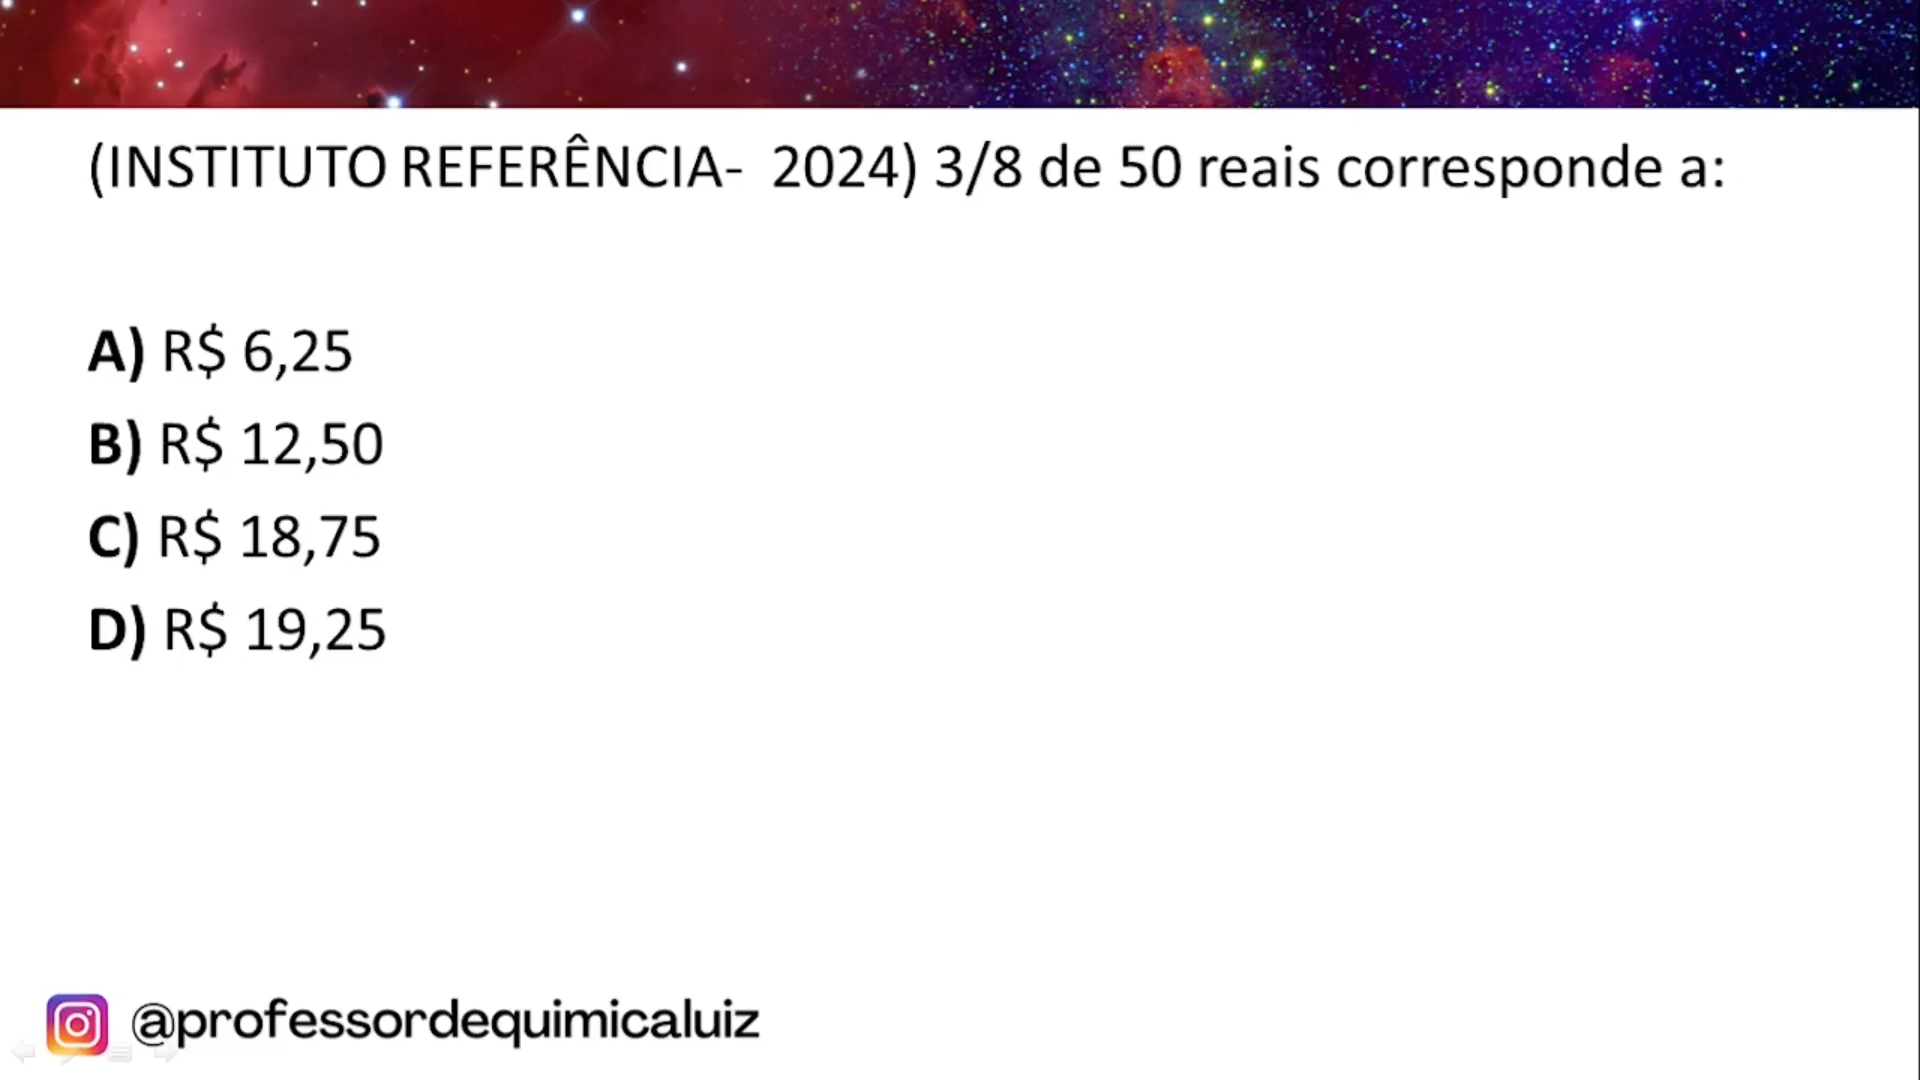 (INSTITUTO REFERÊNCIA-  2024) 3/8 de 50 reais corresponde a:
A) R$ 6,25
B) R$ 12,50
C) R$ 18,75
D) R$ 19,25
@professordequimicaluiz